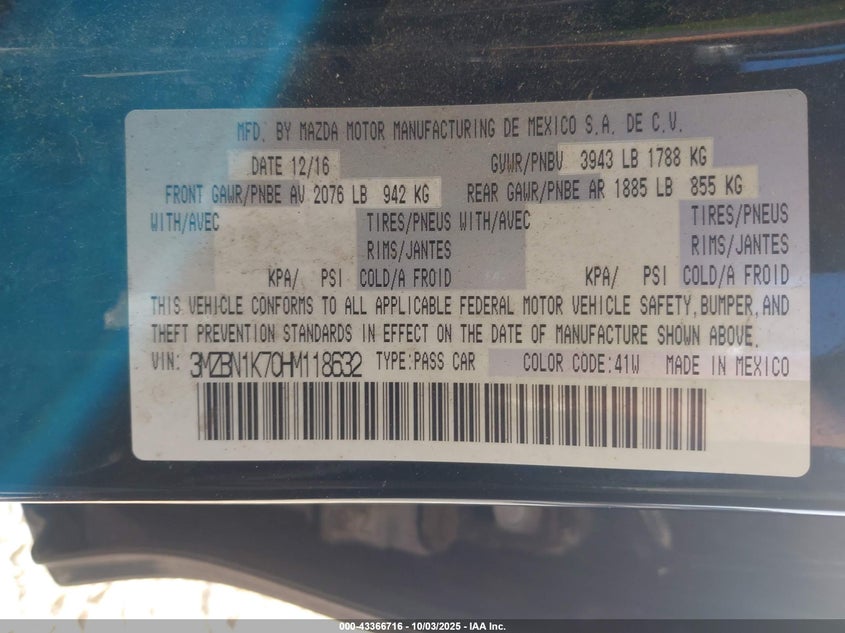 MFD. BY MAZDA MOTOR MANUFACTURING DE MEXICO S.A. DE C.V.
DATE 12/16 GVWR/PNBV 3943 LB 1788 KG
FRONT GAWR/PNBE AV 2076 LB 942 KG REAR GAWR/PNBE AR 1885 LB 855 KG
WITH/AVEC TIRES/PNEUS WITH/AVEC TIRES/PNEUS
RIMS/JANTES RIMS/JANTES
KPA/ PSI COLD/A FROID KPA/ PSI COLD/A FROID
THIS VEHICLE CONFORMS TO ALL APPLICABLE FEDERAL MOTOR VEHICLE SAFETY, BUMPER, AND
THEFT PREVENTION STANDARDS IN EFFECT ON THE DATE OF MANUFACTURE SHOWN ABOVE.
VIN: 3MZBN1K70HM118632 TYPE:PASS CAR COLOR CODE:41W MADE IN MEXICO
000-43366716 - 10/03/2025 - IAA Inc.